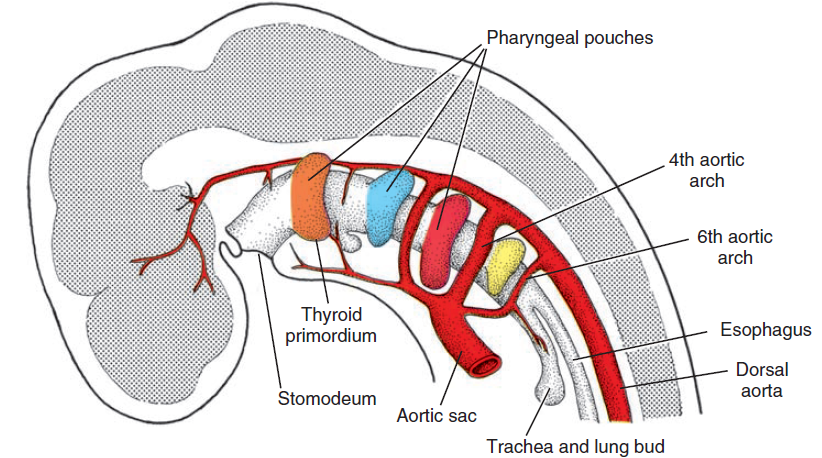 Pharyngeal pouches
4th aortic
arch
6th aortic
arch
Thyroid
primordium
Esophagus
Dorsal
aorta
Stomodeum
Aortic sac
Trachea and lung bud